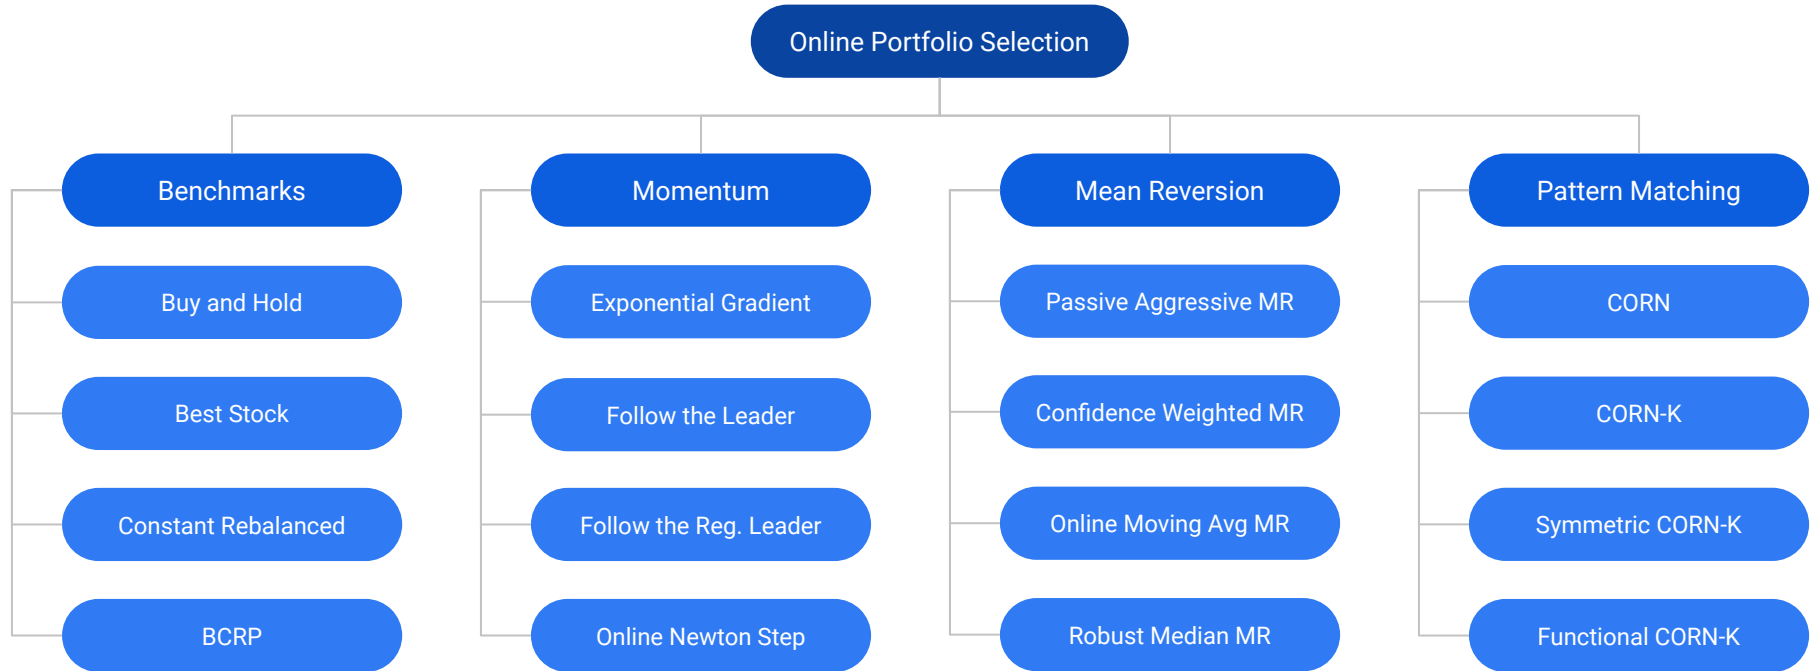 Online Portfolio Selection
Benchmarks
Buy and Hold
Best Stock
Constant Rebalanced
BCRP
Momentum
Exponential Gradient
Follow the Leader
Follow the Reg. Leader
Online Newton Step
Mean Reversion
Passive Aggressive MR
Confidence Weighted MR
Online Moving Avg MR
Robust Median MR
Pattern Matching
CORN
CORN-K
Symmetric CORN-K
Functional CORN-K